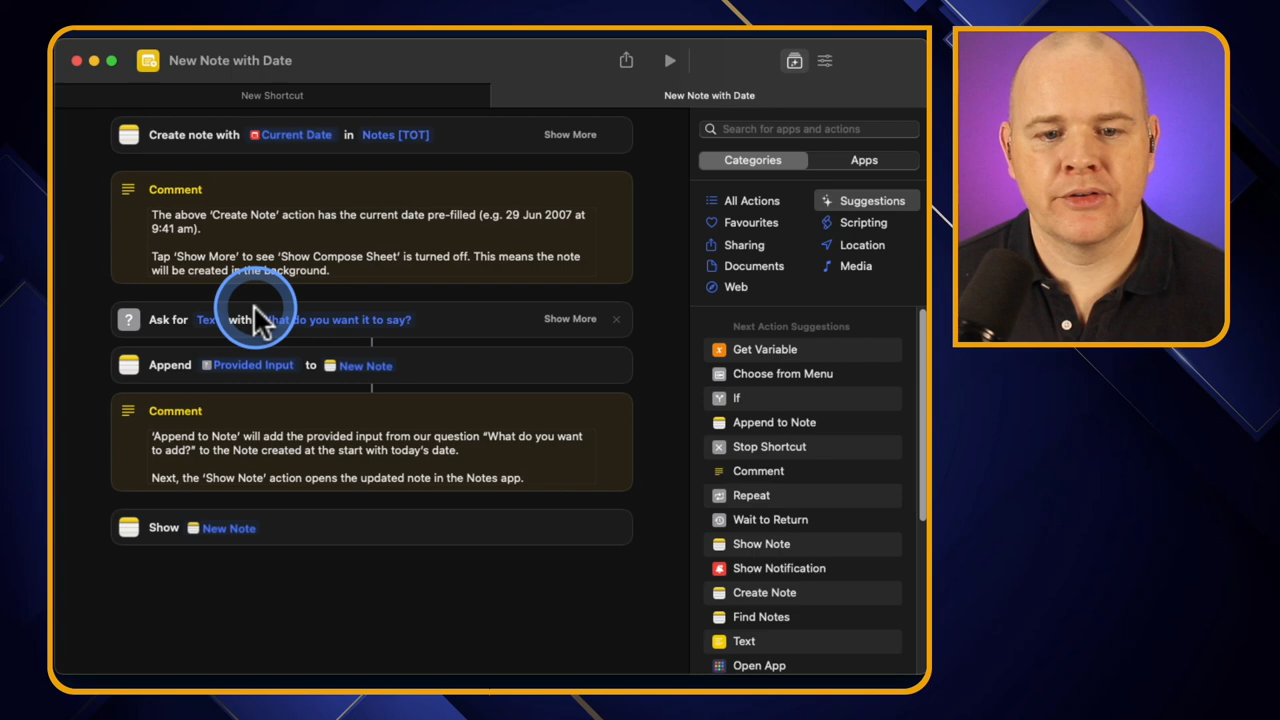 New Note with Date
New Shortcut
New Note with Date
Create note with Current Date in Notes [TOT] Show More
Comment
The above ‘Create Note’ action has the current date pre-filled (e.g. 29 Jun 2007 at
9:41 am).
Tap ‘Show More’ to see ‘Show Compose Sheet’ is turned off. This means the note
will be created in the background.
Ask for Text with What do you want it to say? Show More
Append Provided Input to New Note
Comment
‘Append to Note’ will add the provided input from our question “What do you want
to add?” to the Note created at the start with today’s date.
Next, the ‘Show Note’ action opens the updated note in the Notes app.
Show New Note
Search for apps and actions
Categories Apps
All Actions Suggestions
Favourites Scripting
Sharing Location
Documents Media
Web
Next Action Suggestions
Get Variable
Choose from Menu
If
Append to Note
Stop Shortcut
Comment
Repeat
Wait to Return
Show Note
Show Notification
Create Note
Find Notes
Text
Open App